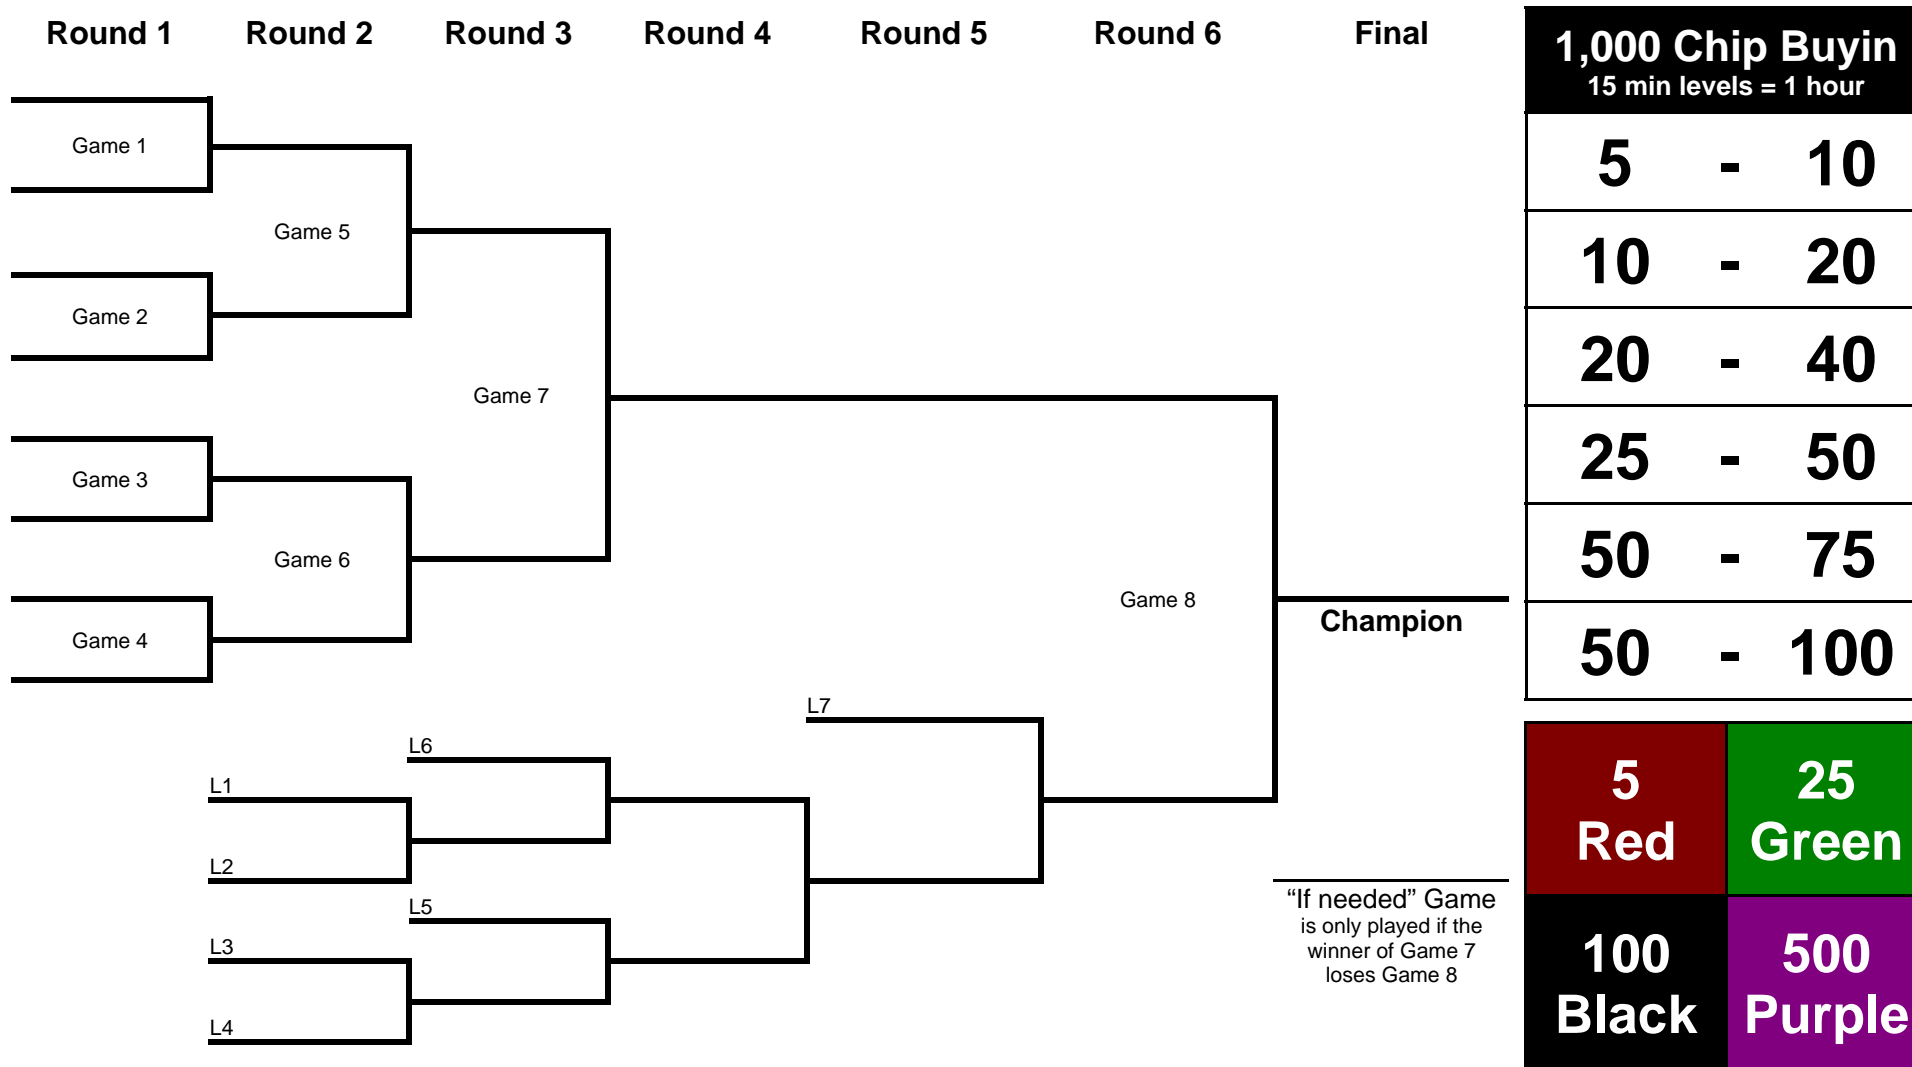 Round 1 Round 2 Round 3 Round 4 Round 5 Round 6 Final
Game 1
Game 5
Game 2
Game 7
Game 3
Game 6
Game 4
Game 8
Champion
L7
L6
L1
L2
L5
L3
L4
“If needed” Game
is only played if the
winner of Game 7
loses Game 8
1,000 Chip Buyin
15 min levels = 1 hour
5 - 10
10 - 20
20 - 40
25 - 50
50 - 75
50 - 100
5 25
Red Green
100 500
Black Purple